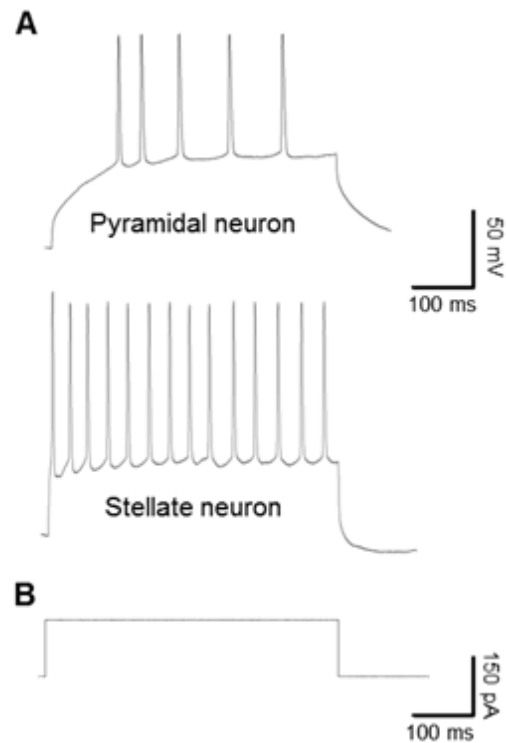 A
Pyramidal neuron
50 mV
100 ms
Stellate neuron
B
150 pA
100 ms